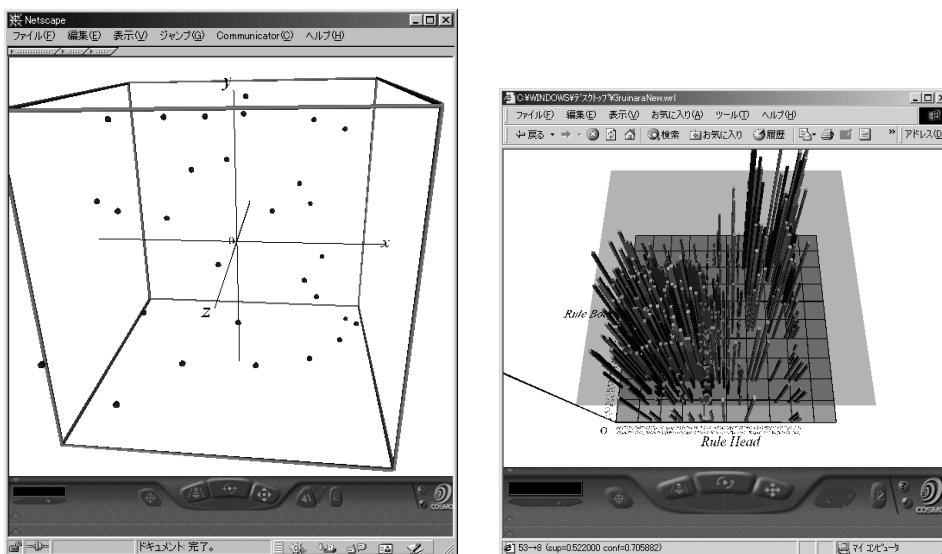 Netscape
ファイル(F) 編集(E) 表示(V) ジャンプ(G) Communicator(C) ヘルプ(H)
y
x
0
z
COSMO
ドキュメント: 完了。
C:¥WINDOWS¥デスクトップ¥3ruinaraNew.wrl
ファイル(F) 編集(E) 表示(V) お気に入り(A) ツール(T) ヘルプ(H)
戻る 検索 お気に入り 履歴 » アドレス(D)
Rule Bo
O
Rule Head
COSMO
53→8 (sup=0.522000 conf=0.705882) マイ コンピュータ